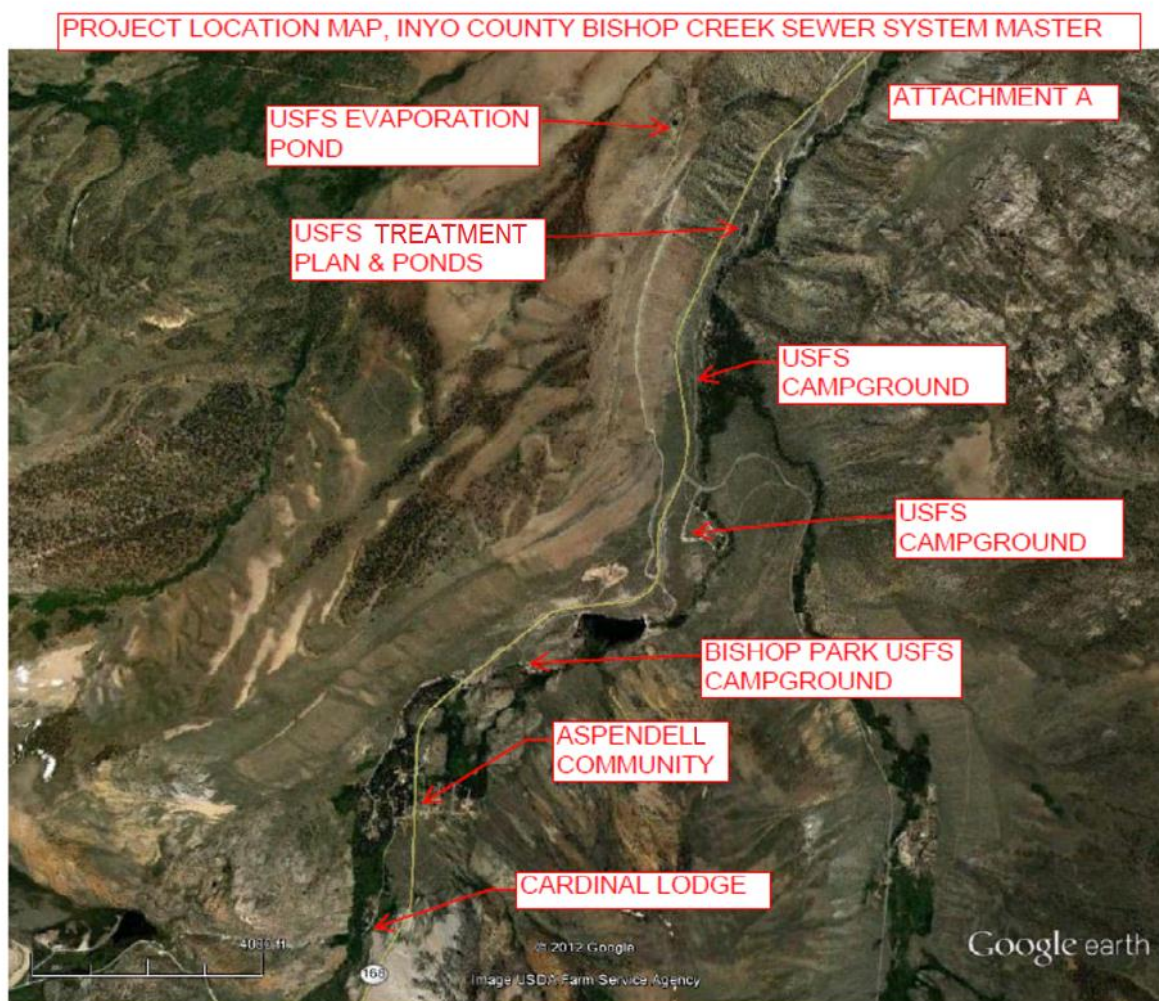 PROJECT LOCATION MAP, INYO COUNTY BISHOP CREEK SEWER SYSTEM MASTER
ATTACHMENT A
USFS EVAPORATION
POND
USFS TREATMENT
PLAN & PONDS
USFS
CAMPGROUND
USFS
CAMPGROUND
BISHOP PARK USFS
CAMPGROUND
ASPENDELL
COMMUNITY
CARDINAL LODGE
© 2012 Google
Google earth
168
Image USDA Farm Service Agency